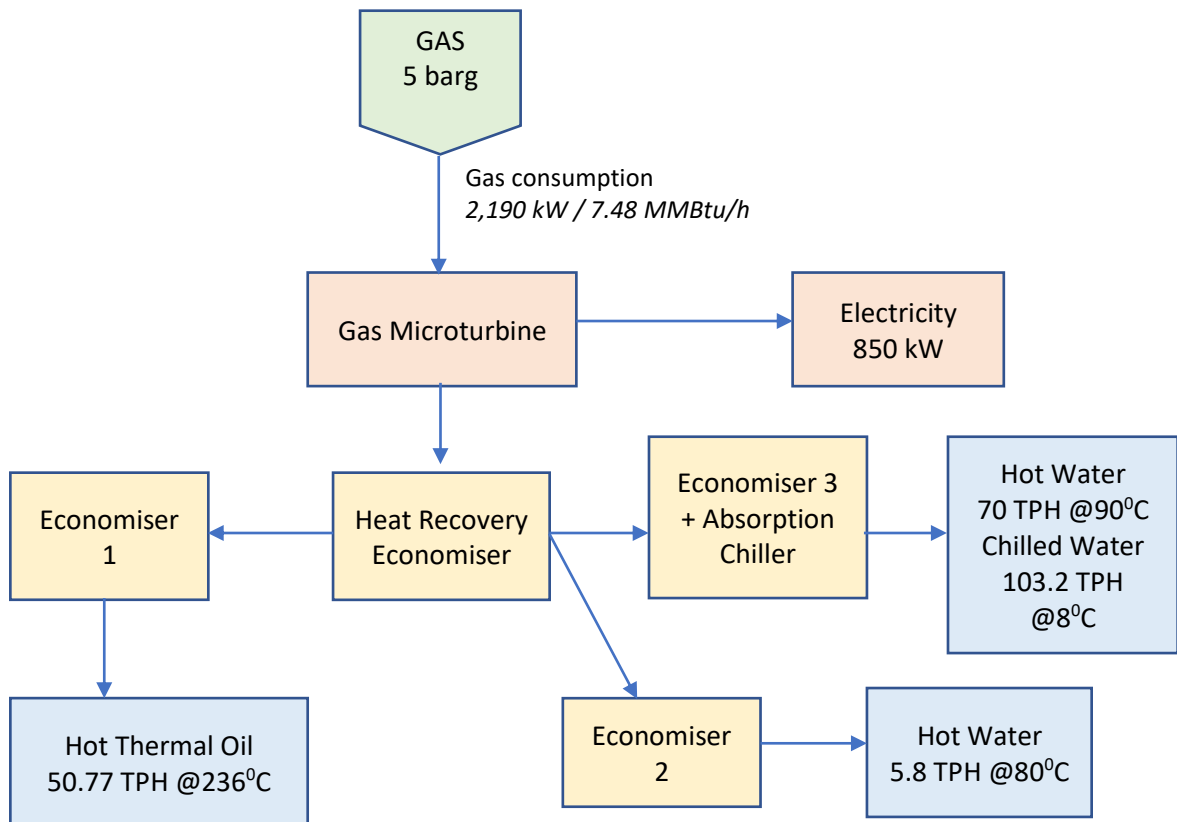 GAS
5 barg
Gas consumption
2,190 kW / 7.48 MMBtu/h
Gas Microturbine
Electricity
850 kW
Economiser
1
Heat Recovery
Economiser
Economiser 3
+ Absorption
Chiller
Hot Water
70 TPH @90⁰C
Chilled Water
103.2 TPH
@8⁰C
Hot Thermal Oil
50.77 TPH @236⁰C
Economiser
2
Hot Water
5.8 TPH @80⁰C